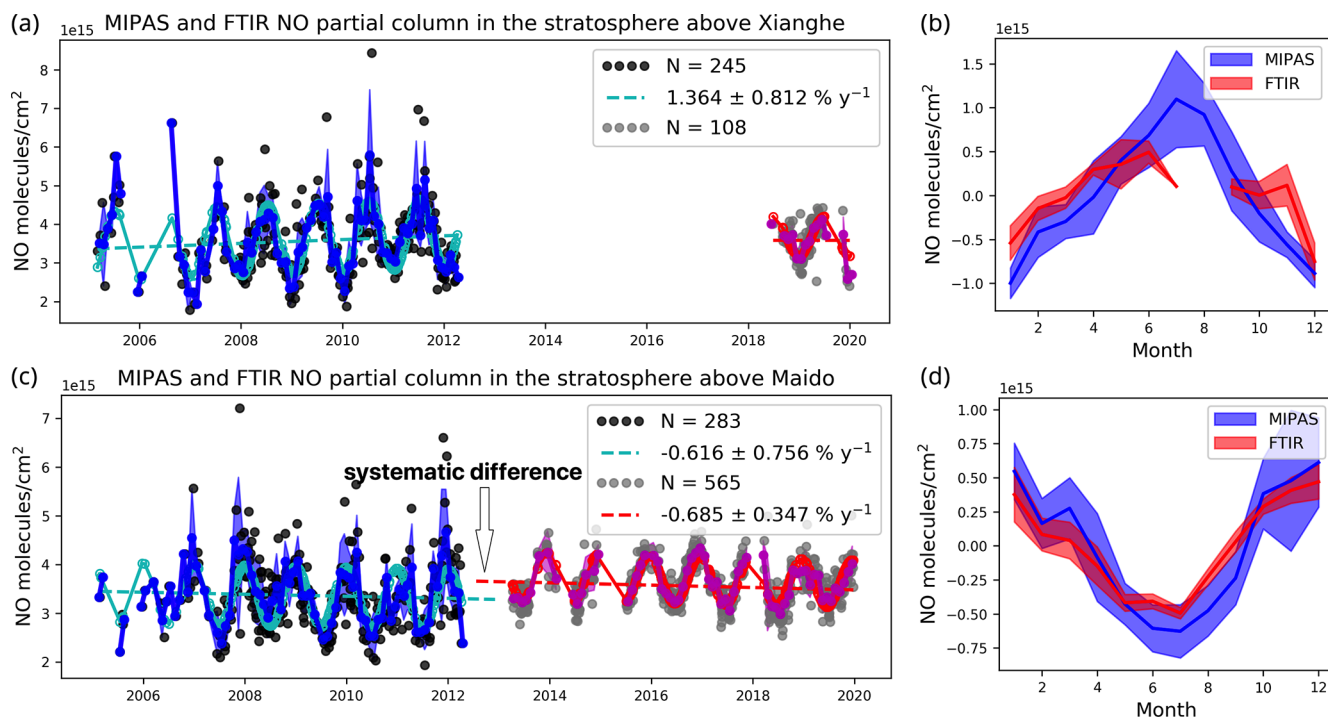 (a)
MIPAS and FTIR NO partial column in the stratosphere above Xianghe
1e15
NO molecules/cm²
8
7
6
5
4
3
2
N = 245
1.364 ± 0.812 % y⁻¹
N = 108
2006
2008
2010
2012
2014
2016
2018
2020
(b)
1e15
NO molecules/cm²
1.5
1.0
0.5
0.0
−0.5
−1.0
MIPAS
FTIR
2
4
6
8
10
12
Month
(c)
MIPAS and FTIR NO partial column in the stratosphere above Maido
1e15
NO molecules/cm²
7
6
5
4
3
2
N = 283
-0.616 ± 0.756 % y⁻¹
N = 565
-0.685 ± 0.347 % y⁻¹
systematic difference
2006
2008
2010
2012
2014
2016
2018
2020
(d)
1e15
NO molecules/cm²
1.00
0.75
0.50
0.25
0.00
−0.25
−0.50
−0.75
MIPAS
FTIR
2
4
6
8
10
12
Month